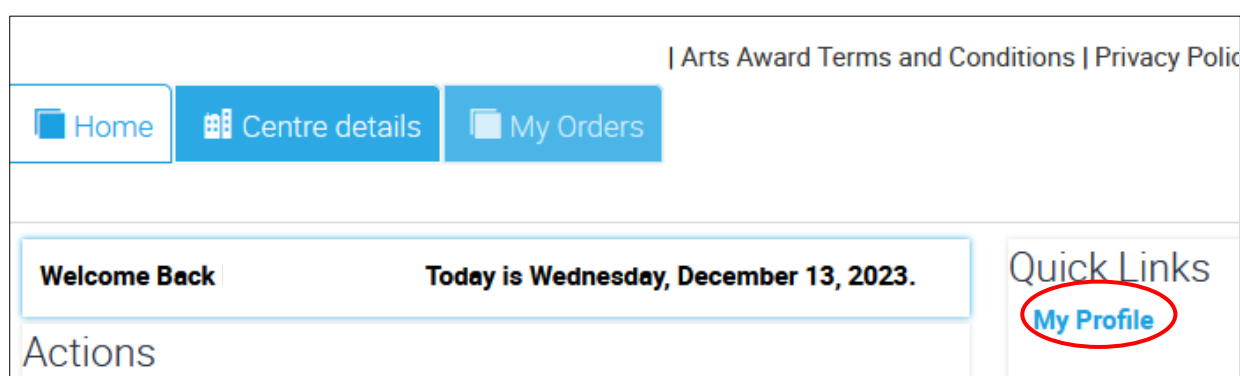 | Arts Award Terms and Conditions | Privacy Polic
Home Centre details My Orders
Welcome Back Today is Wednesday, December 13, 2023.
Quick Links
My Profile
Actions